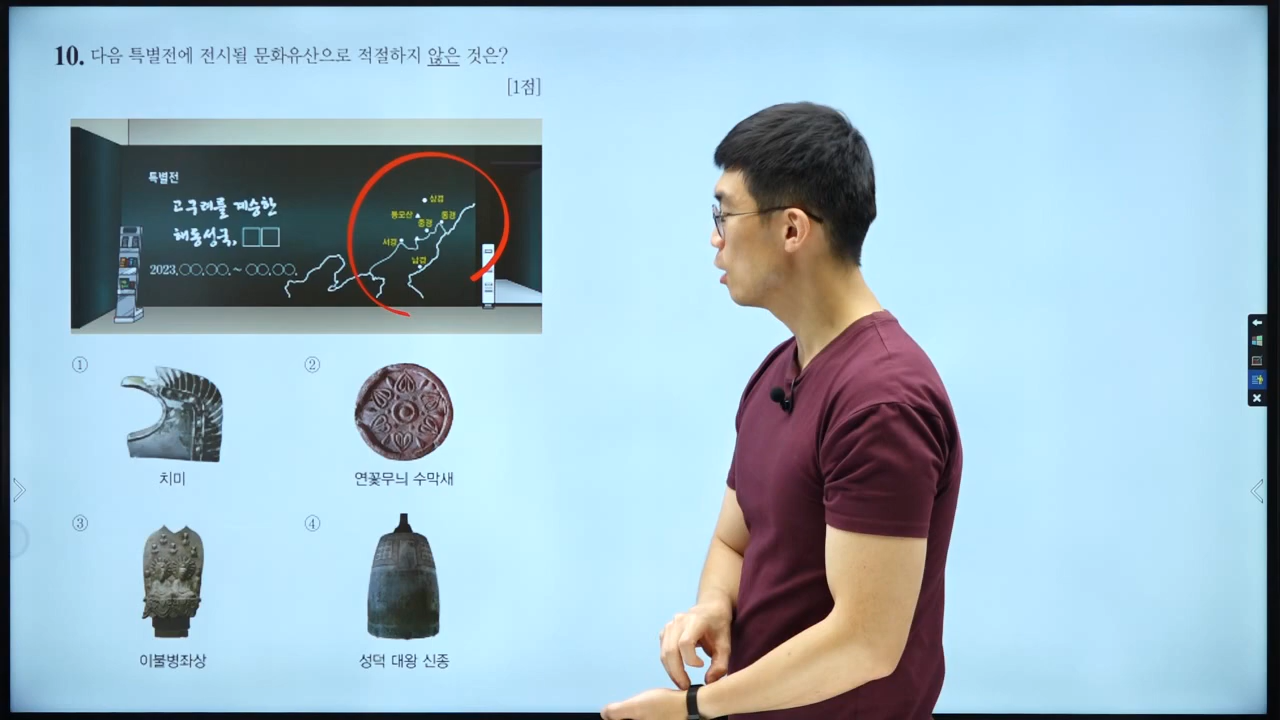 10. 다음 특별전에 전시될 문화유산으로 적절하지 않은 것은?
[1점]
특별전
고구려를 계승한
해동성국, □□
2023.○○.○○. ~ ○○.○○.
상경
동모산
동경
중경
서경
남경
①
치미
②
연꽃무늬 수막새
③
이불병좌상
④
성덕 대왕 신종